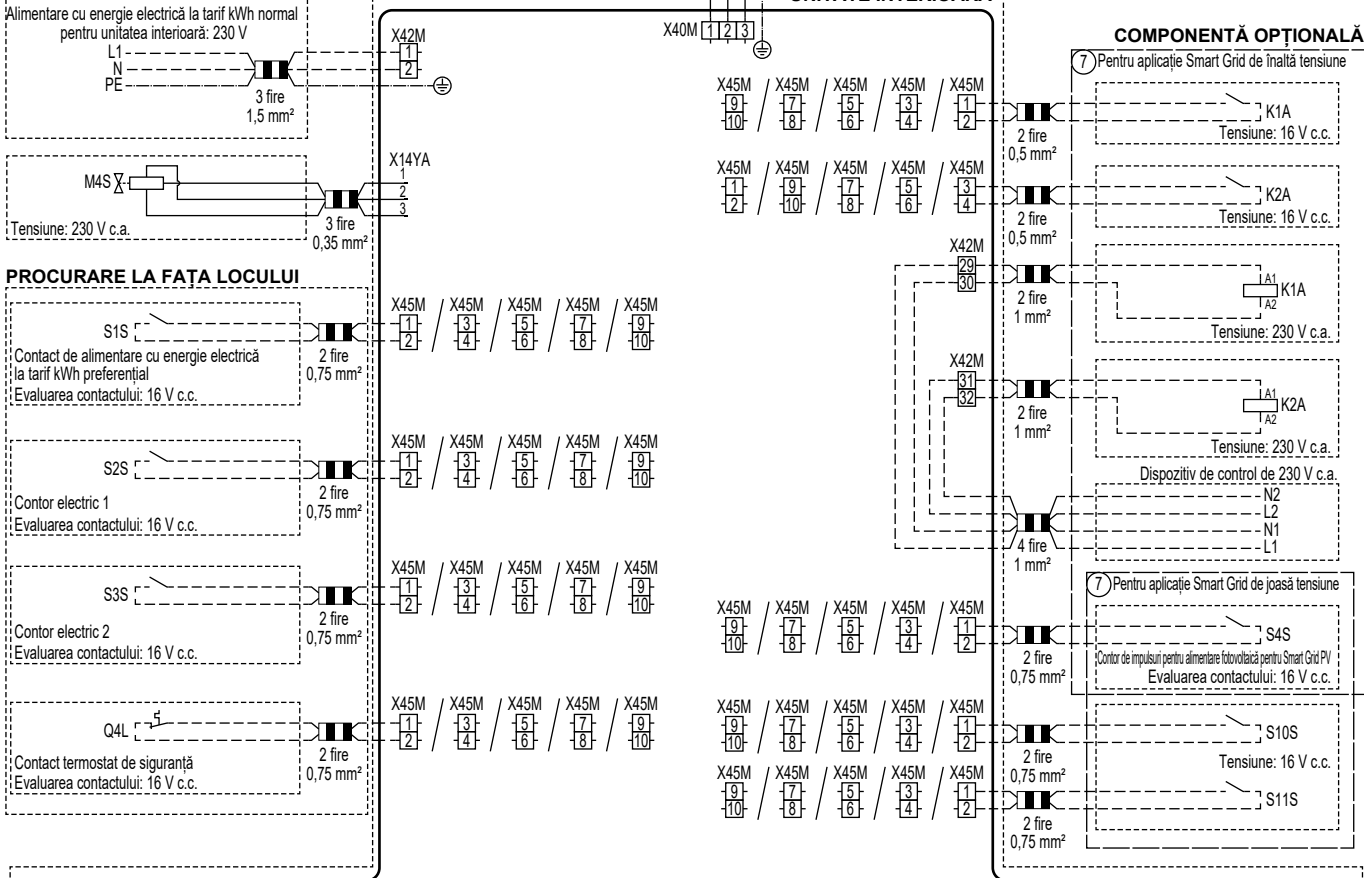 UNITATE INTERIOARĂ
Alimentare cu energie electrică la tarif kWh normal
pentru unitatea interioară: 230 V
L1
N
PE
3 fire
1,5 mm²
X42M
1
2
X40M 1 2 3
M4S
Tensiune: 230 V c.a.
3 fire
0,35 mm²
X14YA
1
2
3
PROCURARE LA FAȚA LOCULUI
S1S
Contact de alimentare cu energie electrică
la tarif kWh preferențial
Evaluarea contactului: 16 V c.c.
2 fire
0,75 mm²
X45M / X45M / X45M / X45M / X45M
1 3 5 7 9
2 4 6 8 10
S2S
Contor electric 1
Evaluarea contactului: 16 V c.c.
2 fire
0,75 mm²
X45M / X45M / X45M / X45M / X45M
1 3 5 7 9
2 4 6 8 10
S3S
Contor electric 2
Evaluarea contactului: 16 V c.c.
2 fire
0,75 mm²
X45M / X45M / X45M / X45M / X45M
1 3 5 7 9
2 4 6 8 10
Q4L
Contact termostat de siguranță
Evaluarea contactului: 16 V c.c.
2 fire
0,75 mm²
X45M / X45M / X45M / X45M / X45M
1 3 5 7 9
2 4 6 8 10
COMPONENTĂ OPȚIONALĂ
7 Pentru aplicație Smart Grid de înaltă tensiune
X45M / X45M / X45M / X45M / X45M
9 7 5 3 1
10 8 6 4 2
2 fire
0,5 mm²
K1A
Tensiune: 16 V c.c.
X45M / X45M / X45M / X45M / X45M
1 9 7 5 3
2 10 8 6 4
2 fire
0,5 mm²
K2A
Tensiune: 16 V c.c.
X42M
29
30
2 fire
1 mm²
A1
K1A
A2
Tensiune: 230 V c.a.
X42M
31
32
2 fire
1 mm²
A1
K2A
A2
Tensiune: 230 V c.a.
Dispozitiv de control de 230 V c.a.
N2
L2
N1
L1
4 fire
1 mm²
7 Pentru aplicație Smart Grid de joasă tensiune
X45M / X45M / X45M / X45M / X45M
9 7 5 3 1
10 8 6 4 2
2 fire
0,75 mm²
S4S
Contor de impulsuri pentru alimentare fotovoltaică pentru Smart Grid PV
Evaluarea contactului: 16 V c.c.
X45M / X45M / X45M / X45M / X45M
9 7 5 3 1
10 8 6 4 2
2 fire
0,75 mm²
S10S
Tensiune: 16 V c.c.
X45M / X45M / X45M / X45M / X45M
9 7 5 3 1
10 8 6 4 2
2 fire
0,75 mm²
S11S